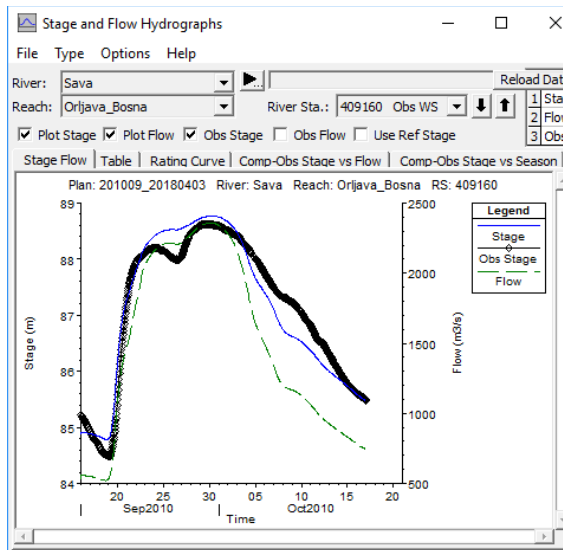 Stage and Flow Hydrographs
File Type Options Help
River: Sava Reload Dat
Reach: Orljava_Bosna River Sta.: 409160 Obs WS
1 Sta
2 Flo
3 Obs
Plot Stage Plot Flow Obs Stage Obs Flow Use Ref Stage
Stage Flow Table Rating Curve Comp-Obs Stage vs Flow Comp-Obs Stage vs Season
Plan: 201009_20180403 River: Sava Reach: Orljava_Bosna RS: 409160
Legend
Stage
Obs Stage
Flow
89
88
87
86
85
84
Stage (m)
2500
2000
1500
1000
500
Flow (m3/s)
20 25 30 05 10 15 20
Sep2010 Oct2010
Time